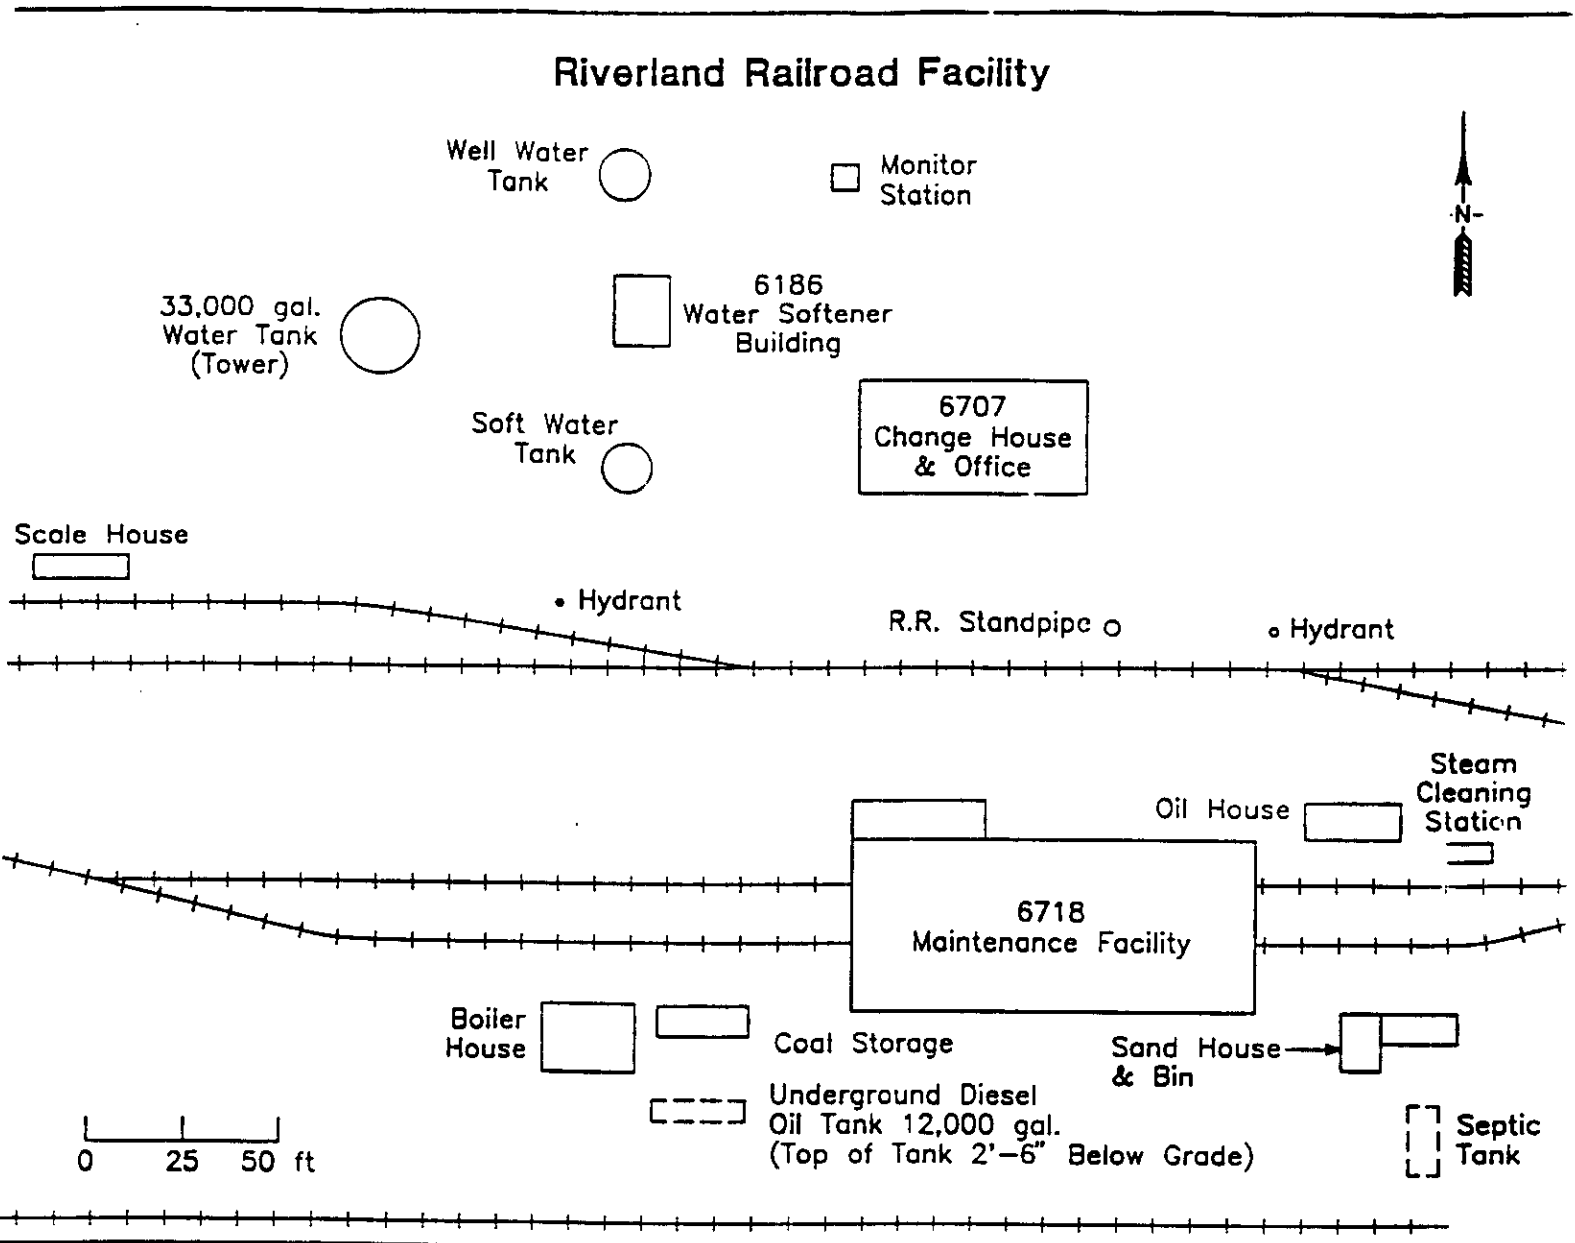 Riverland Railroad Facility
Well Water
Tank
Monitor
Station
-N-
33,000 gal.
Water Tank
(Tower)
6186
Water Softener
Building
6707
Change House
& Office
Soft Water
Tank
Scale House
Hydrant
R.R. Standpipe
Hydrant
Steam
Cleaning
Station
Oil House
6718
Maintenance Facility
Boiler
House
Coal Storage
Sand House
& Bin
Underground Diesel
Oil Tank 12,000 gal.
(Top of Tank 2'-6" Below Grade)
Septic
Tank
0 25 50 ft